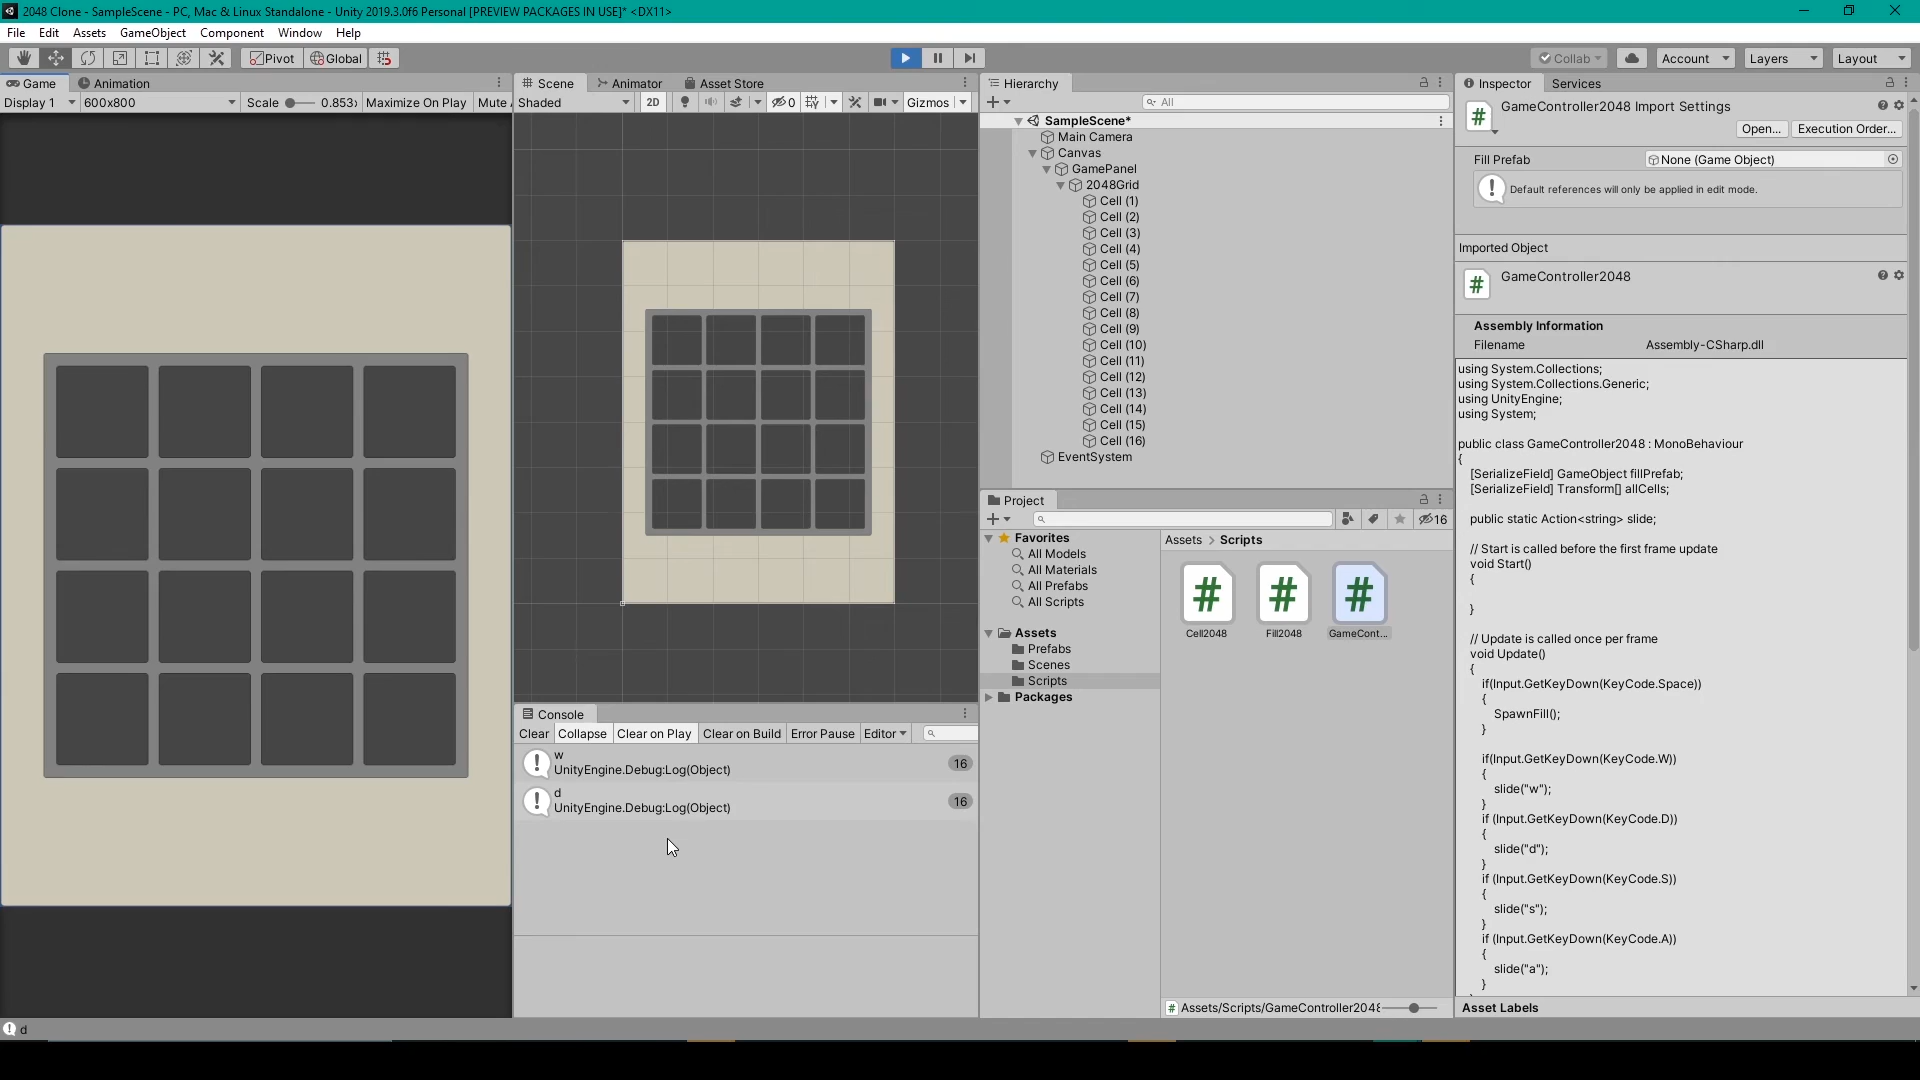 2048 Clone - SampleScene - PC, Mac & Linux Standalone - Unity 2019.3.0f6 Personal [PREVIEW PACKAGES IN USE]* <DX11>
File Edit Assets GameObject Component Window Help
Pivot Global Collab Account Layers Layout
Game Animation
Display 1 600x800 Scale 0.853 Maximize On Play Mute
Scene Animator Asset Store
Shaded 2D 0 Gizmos
Console
Clear Collapse Clear on Play Clear on Build Error Pause Editor
w
UnityEngine.Debug:Log(Object) 16
d
UnityEngine.Debug:Log(Object) 16
Hierarchy
All
SampleScene*
Main Camera
Canvas
GamePanel
2048Grid
Cell (1)
Cell (2)
Cell (3)
Cell (4)
Cell (5)
Cell (6)
Cell (7)
Cell (8)
Cell (9)
Cell (10)
Cell (11)
Cell (12)
Cell (13)
Cell (14)
Cell (15)
Cell (16)
EventSystem
Project
16
Favorites
All Models
All Materials
All Prefabs
All Scripts
Assets
Prefabs
Scenes
Scripts
Packages
Assets > Scripts
Cell2048 Fill2048 GameCont...
Assets/Scripts/GameController2048
Inspector Services
GameController2048 Import Settings
Open... Execution Order...
Fill Prefab None (Game Object)
Default references will only be applied in edit mode.
Imported Object
GameController2048
Assembly Information
Filename Assembly-CSharp.dll
using System.Collections;
using System.Collections.Generic;
using UnityEngine;
using System;
public class GameController2048 : MonoBehaviour
{
[SerializeField] GameObject fillPrefab;
[SerializeField] Transform[] allCells;
public static Action<string> slide;
// Start is called before the first frame update
void Start()
{
}
// Update is called once per frame
void Update()
{
if(Input.GetKeyDown(KeyCode.Space))
{
SpawnFill();
}
if(Input.GetKeyDown(KeyCode.W))
{
slide("w");
}
if (Input.GetKeyDown(KeyCode.D))
{
slide("d");
}
if (Input.GetKeyDown(KeyCode.S))
{
slide("s");
}
if (Input.GetKeyDown(KeyCode.A))
{
slide("a");
}
Asset Labels
d